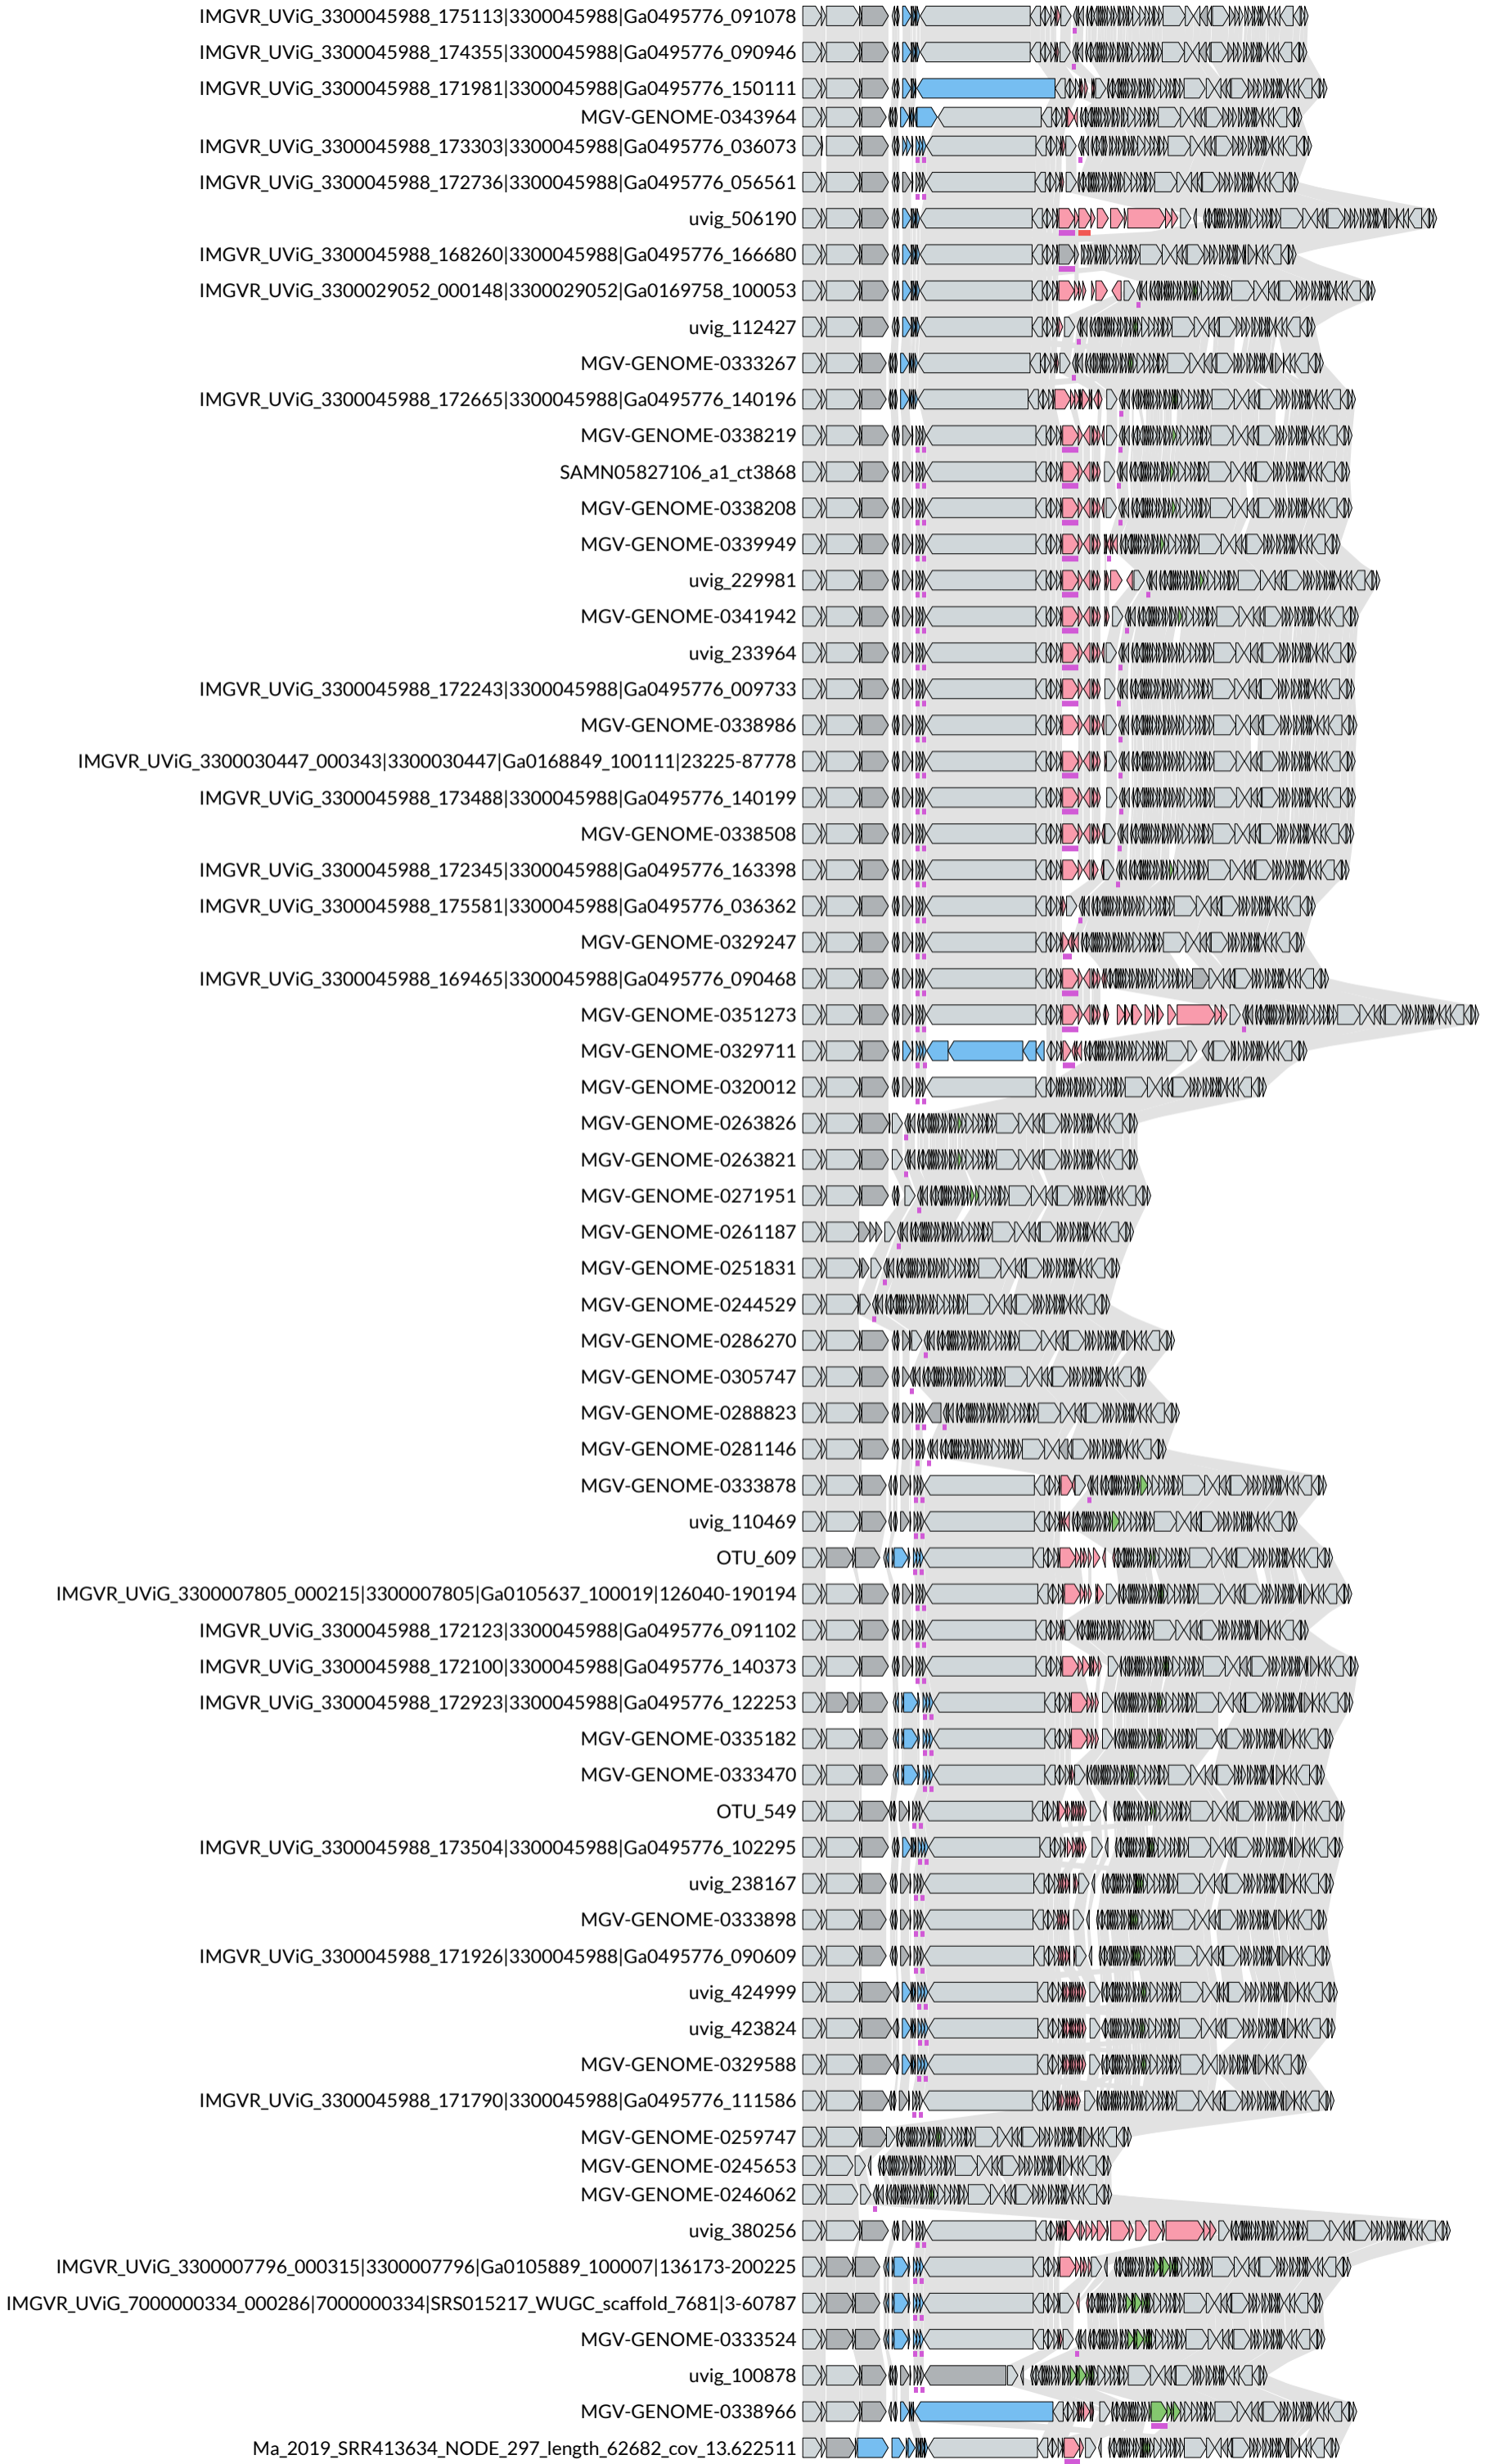 IMGVR_UViG_3300045988_175113|3300045988|Ga0495776_091078
IMGVR_UViG_3300045988_174355|3300045988|Ga0495776_090946
IMGVR_UViG_3300045988_171981|3300045988|Ga0495776_150111
MGV-GENOME-0343964
IMGVR_UViG_3300045988_173303|3300045988|Ga0495776_036073
IMGVR_UViG_3300045988_172736|3300045988|Ga0495776_056561
uvig_506190
IMGVR_UViG_3300045988_168260|3300045988|Ga0495776_166680
IMGVR_UViG_3300029052_000148|3300029052|Ga0169758_100053
uvig_112427
MGV-GENOME-0333267
IMGVR_UViG_3300045988_172665|3300045988|Ga0495776_140196
MGV-GENOME-0338219
SAMN05827106_a1_ct3868
MGV-GENOME-0338208
MGV-GENOME-0339949
uvig_229981
MGV-GENOME-0341942
uvig_233964
IMGVR_UViG_3300045988_172243|3300045988|Ga0495776_009733
MGV-GENOME-0338986
IMGVR_UViG_3300030447_000343|3300030447|Ga0168849_100111|23225-87778
IMGVR_UViG_3300045988_173488|3300045988|Ga0495776_140199
MGV-GENOME-0338508
IMGVR_UViG_3300045988_172345|3300045988|Ga0495776_163398
IMGVR_UViG_3300045988_175581|3300045988|Ga0495776_036362
MGV-GENOME-0329247
IMGVR_UViG_3300045988_169465|3300045988|Ga0495776_090468
MGV-GENOME-0351273
MGV-GENOME-0329711
MGV-GENOME-0320012
MGV-GENOME-0263826
MGV-GENOME-0263821
MGV-GENOME-0271951
MGV-GENOME-0261187
MGV-GENOME-0251831
MGV-GENOME-0244529
MGV-GENOME-0286270
MGV-GENOME-0305747
MGV-GENOME-0288823
MGV-GENOME-0281146
MGV-GENOME-0333878
uvig_110469
OTU_609
IMGVR_UViG_3300007805_000215|3300007805|Ga0105637_100019|126040-190194
IMGVR_UViG_3300045988_172123|3300045988|Ga0495776_091102
IMGVR_UViG_3300045988_172100|3300045988|Ga0495776_140373
IMGVR_UViG_3300045988_172923|3300045988|Ga0495776_122253
MGV-GENOME-0335182
MGV-GENOME-0333470
OTU_549
IMGVR_UViG_3300045988_173504|3300045988|Ga0495776_102295
uvig_238167
MGV-GENOME-0333898
IMGVR_UViG_3300045988_171926|3300045988|Ga0495776_090609
uvig_424999
uvig_423824
MGV-GENOME-0329588
IMGVR_UViG_3300045988_171790|3300045988|Ga0495776_111586
MGV-GENOME-0259747
MGV-GENOME-0245653
MGV-GENOME-0246062
uvig_380256
IMGVR_UViG_3300007796_000315|3300007796|Ga0105889_100007|136173-200225
IMGVR_UViG_7000000334_000286|7000000334|SRS015217_WUGC_scaffold_7681|3-60787
MGV-GENOME-0333524
uvig_100878
MGV-GENOME-0338966
Ma_2019_SRR413634_NODE_297_length_62682_cov_13.622511